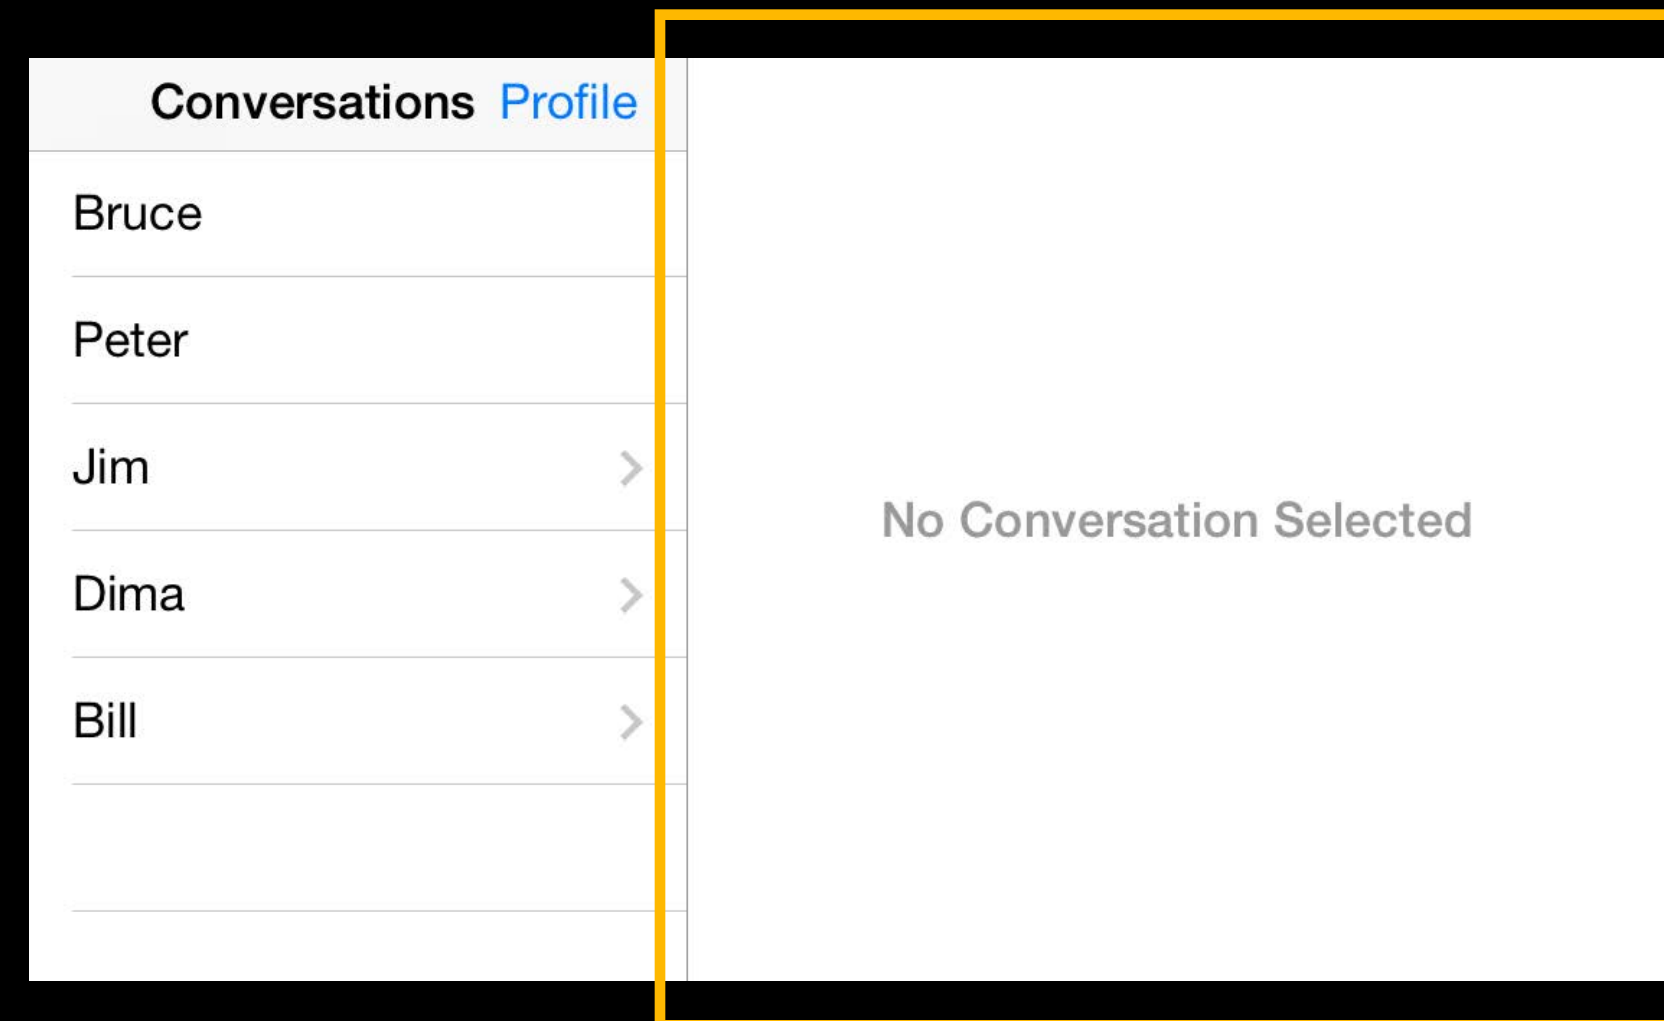 Conversations Profile
Bruce
Peter
Jim
Dima
Bill
No Conversation Selected